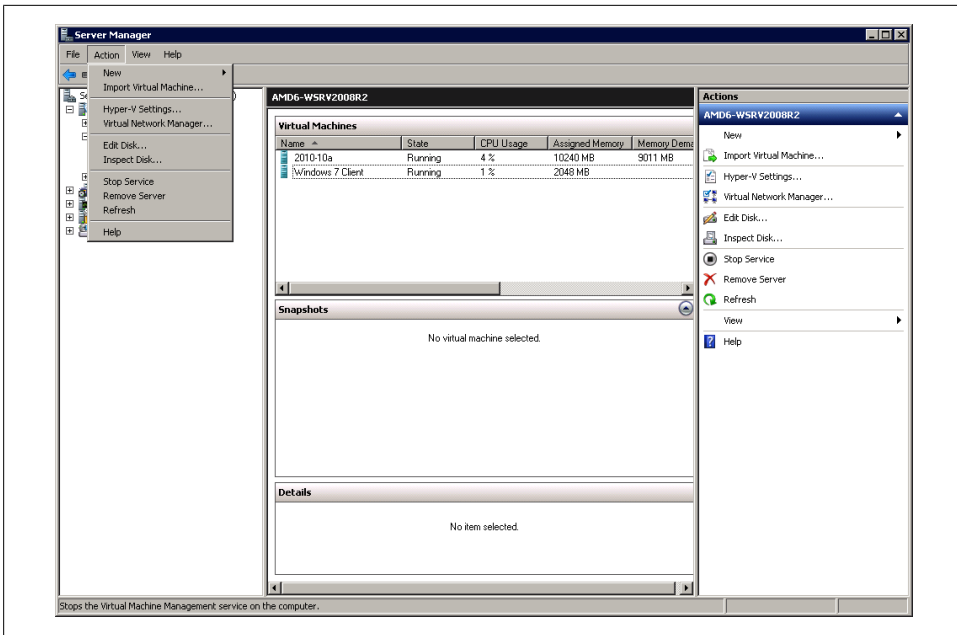 Server Manager
File Action View Help
New
Import Virtual Machine...
Hyper-V Settings...
Virtual Network Manager...
Edit Disk...
Inspect Disk...
Stop Service
Remove Server
Refresh
Help
AMD6-WSRV2008R2
Virtual Machines
Name State CPU Usage Assigned Memory Memory Dema
2010-10a Running 4 % 10240 MB 9011 MB
Windows 7 Client Running 1 % 2048 MB
Snapshots
No virtual machine selected.
Details
No item selected.
Actions
AMD6-WSRV2008R2
New
Import Virtual Machine...
Hyper-V Settings...
Virtual Network Manager...
Edit Disk...
Inspect Disk...
Stop Service
Remove Server
Refresh
View
Help
Stops the Virtual Machine Management service on the computer.